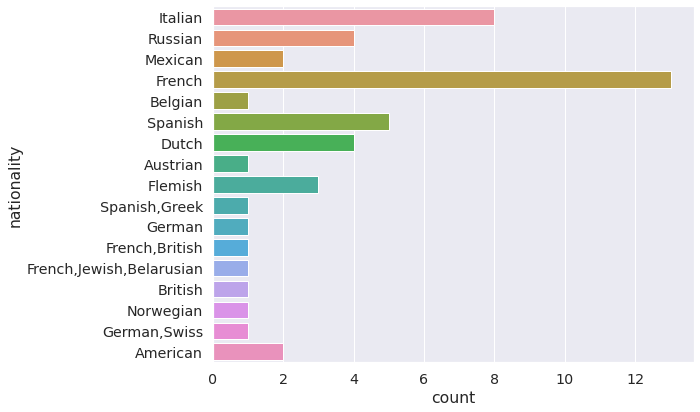 Italian
Russian
Mexican
French
Belgian
Spanish
Dutch
Austrian
Flemish
Spanish,Greek
German
French,British
French,Jewish,Belarusian
British
Norwegian
German,Swiss
American
nationality
0 2 4 6 8 10 12
count